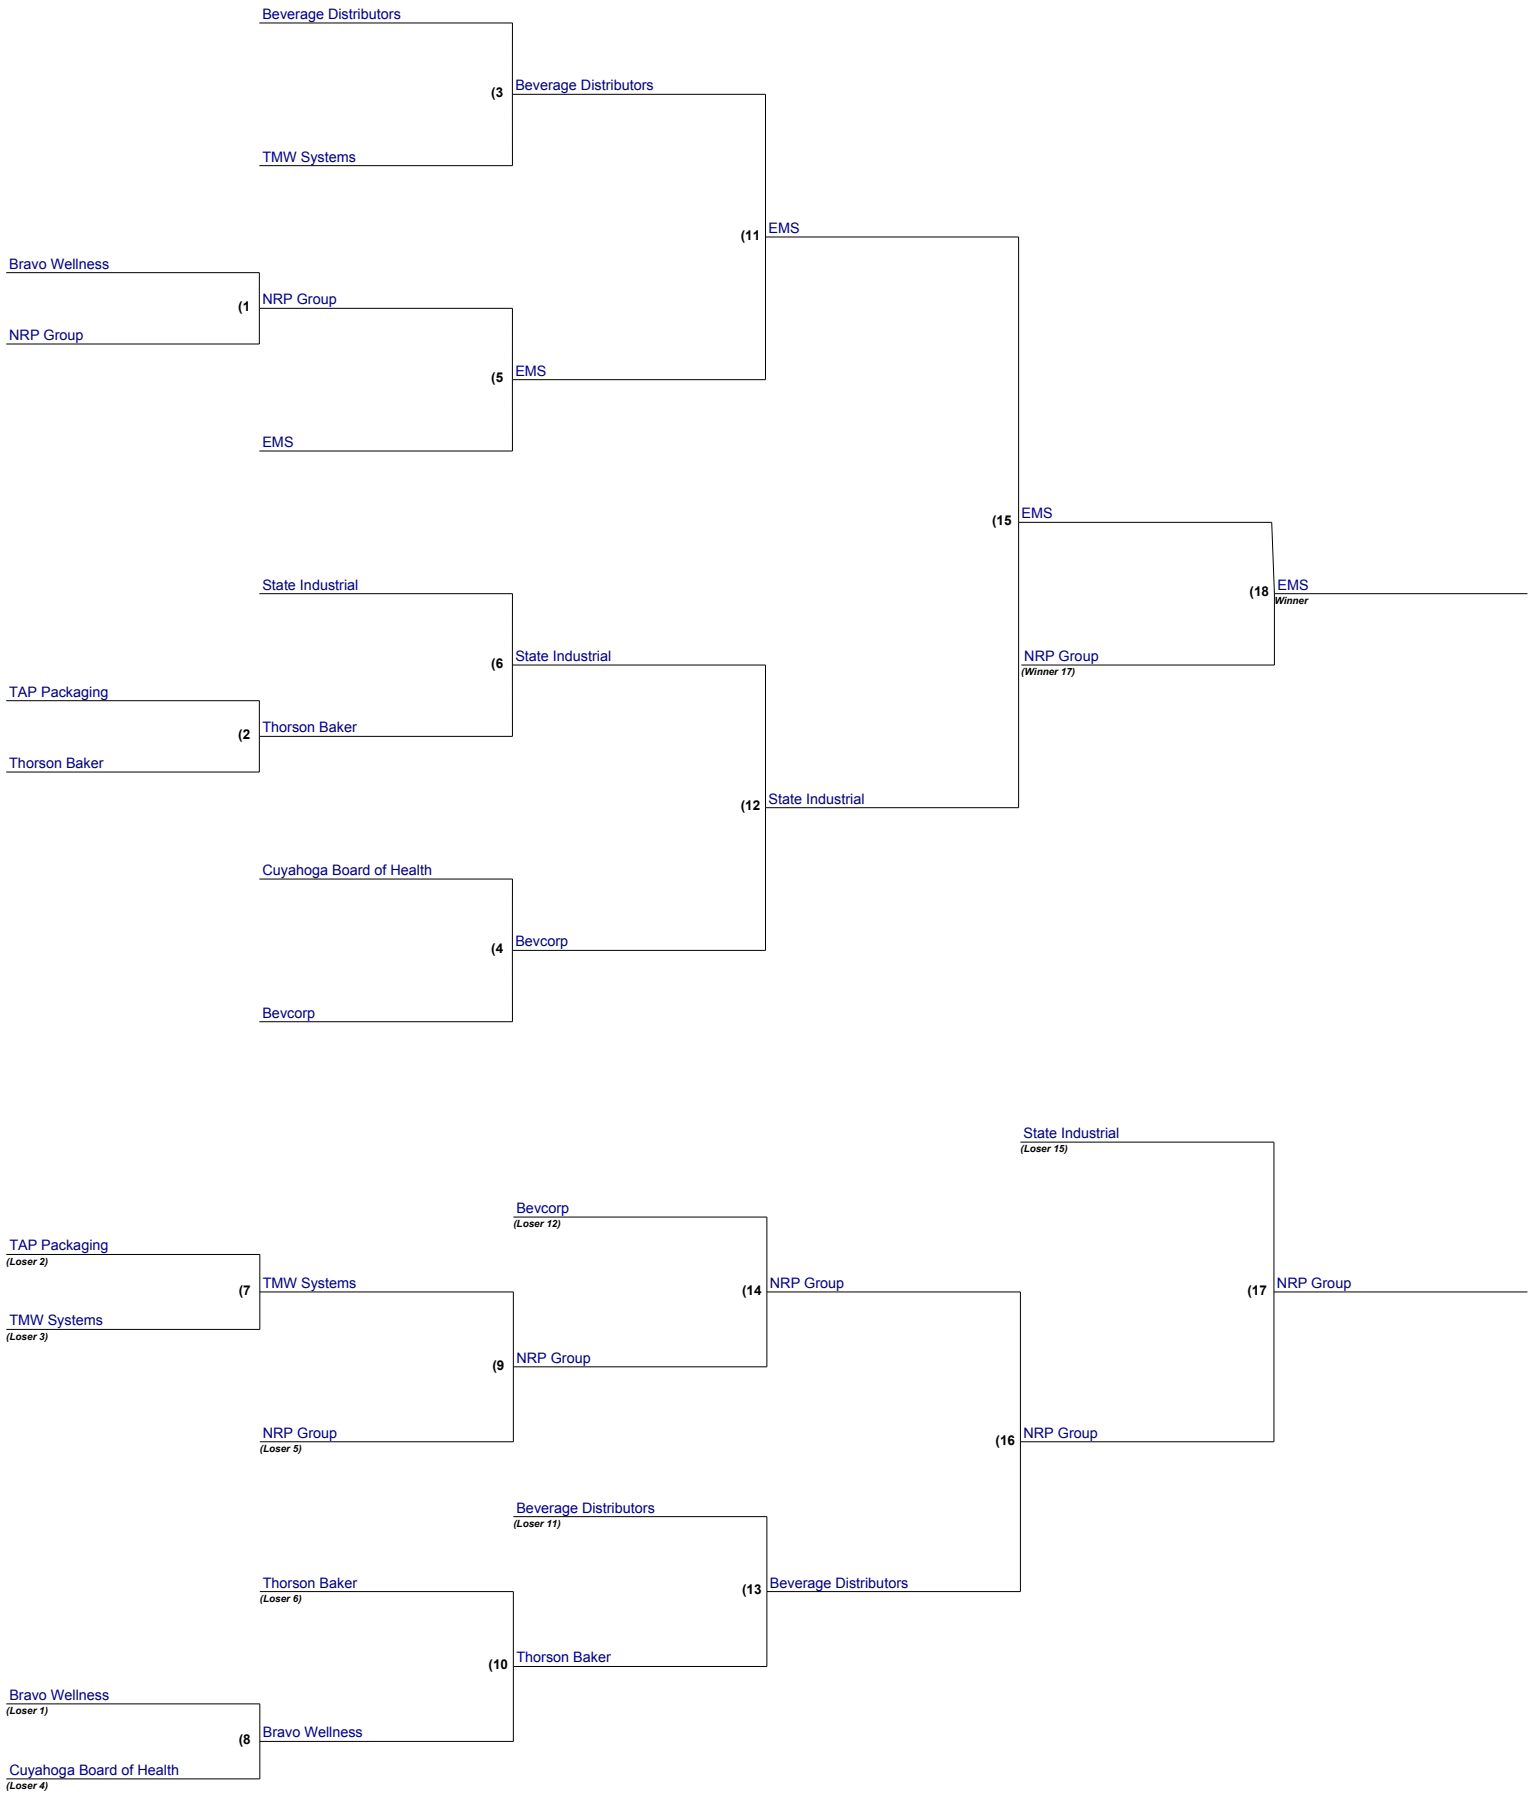 Beverage Distributors
(3
Beverage Distributors
TMW Systems
(11
EMS
Bravo Wellness
(1
NRP Group
NRP Group
(5
EMS
EMS
(15
EMS
State Industrial
(18
EMS
Winner
(6
State Industrial
NRP Group
(Winner 17)
TAP Packaging
(2
Thorson Baker
Thorson Baker
(12
State Industrial
Cuyahoga Board of Health
(4
Bevcorp
Bevcorp
State Industrial
(Loser 15)
Bevcorp
(Loser 12)
TAP Packaging
(Loser 2)
(7
TMW Systems
(14
NRP Group
(17
NRP Group
TMW Systems
(Loser 3)
(9
NRP Group
NRP Group
(Loser 5)
(16
NRP Group
Beverage Distributors
(Loser 11)
Thorson Baker
(Loser 6)
(13
Beverage Distributors
(10
Thorson Baker
Bravo Wellness
(Loser 1)
(8
Bravo Wellness
Cuyahoga Board of Health
(Loser 4)